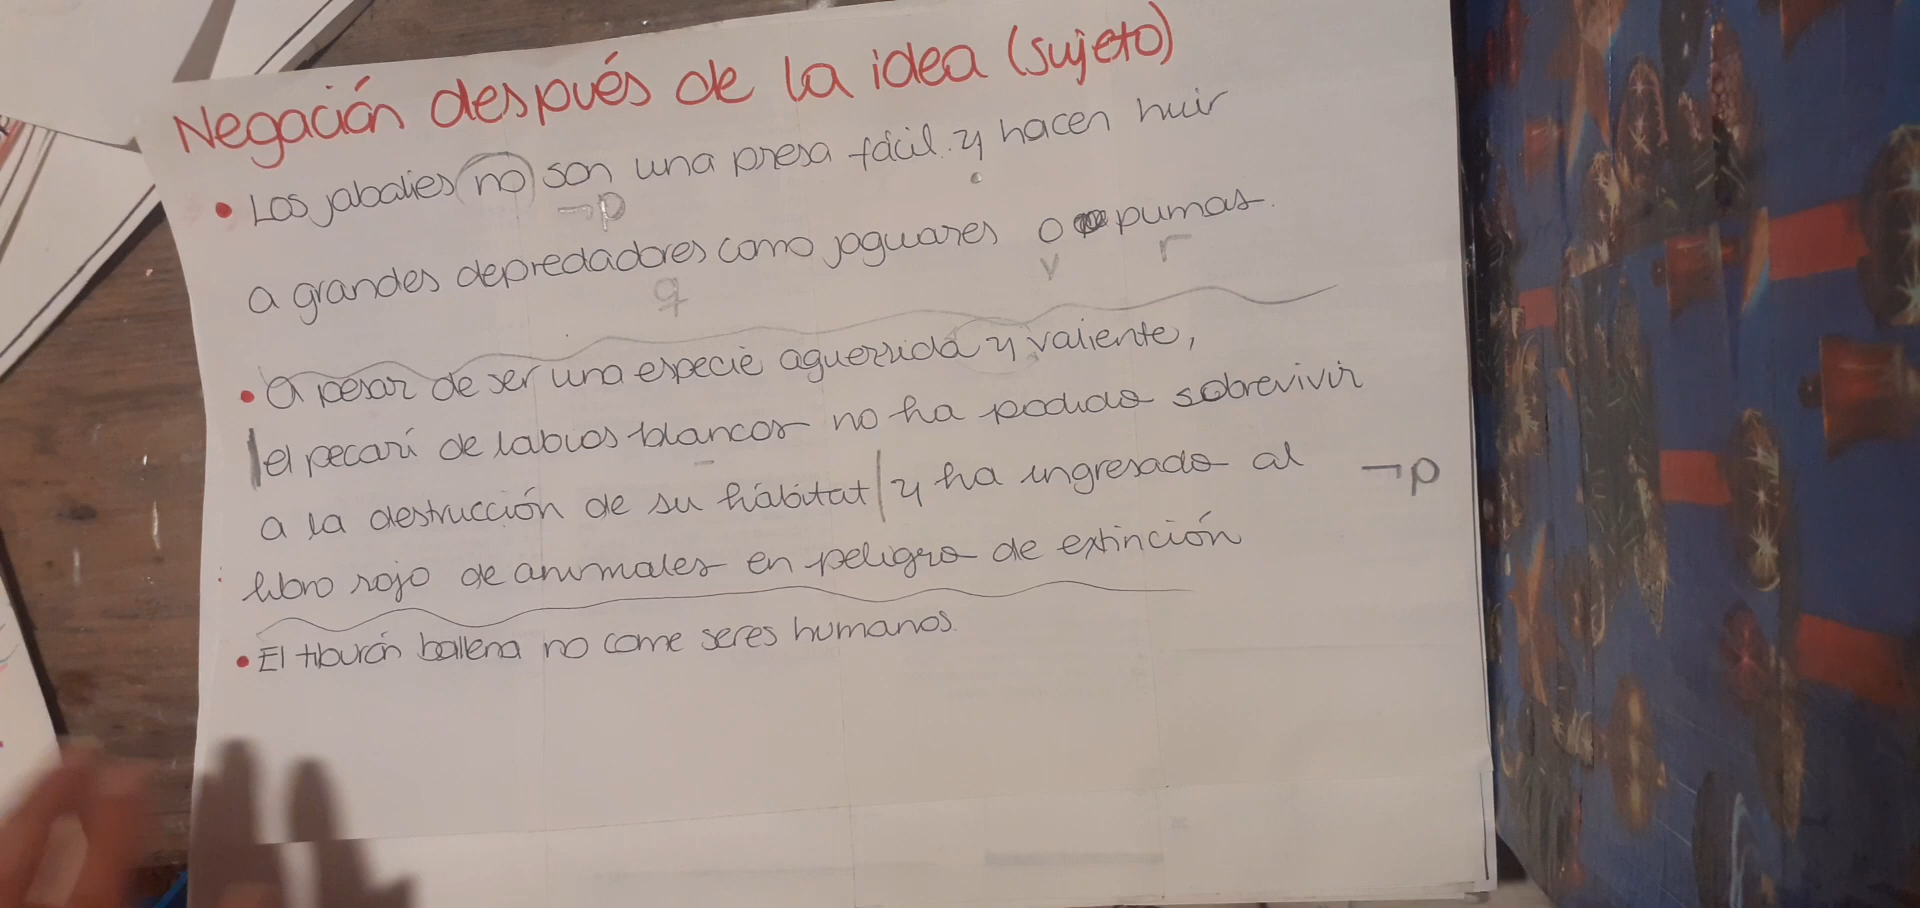 Negación después de la idea (sujeto)
• Los jabalies no son una presa fácil y hacen huir
¬p
a grandes depredadores como jaguares o pumas.
q v r
• A pesar de ser una especie aguerrida y valiente,
el pecarí de labios blancos no ha podido sobrevivir
a la destrucción de su hábitat / y ha ingresado al ¬p
libro rojo de animales en peligro de extinción
• El tiburón ballena no come seres humanos.